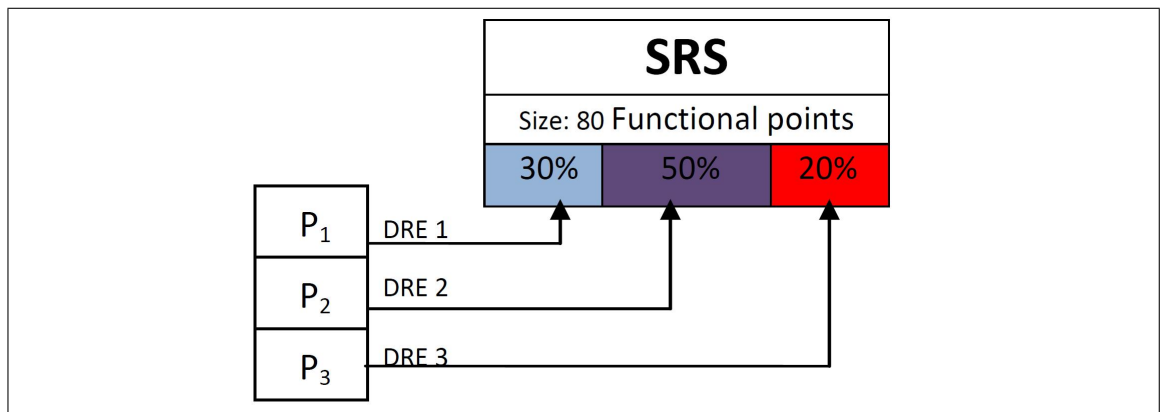 SRS
Size: 80 Functional points
30% 50% 20%
P1 DRE 1
P2 DRE 2
P3 DRE 3